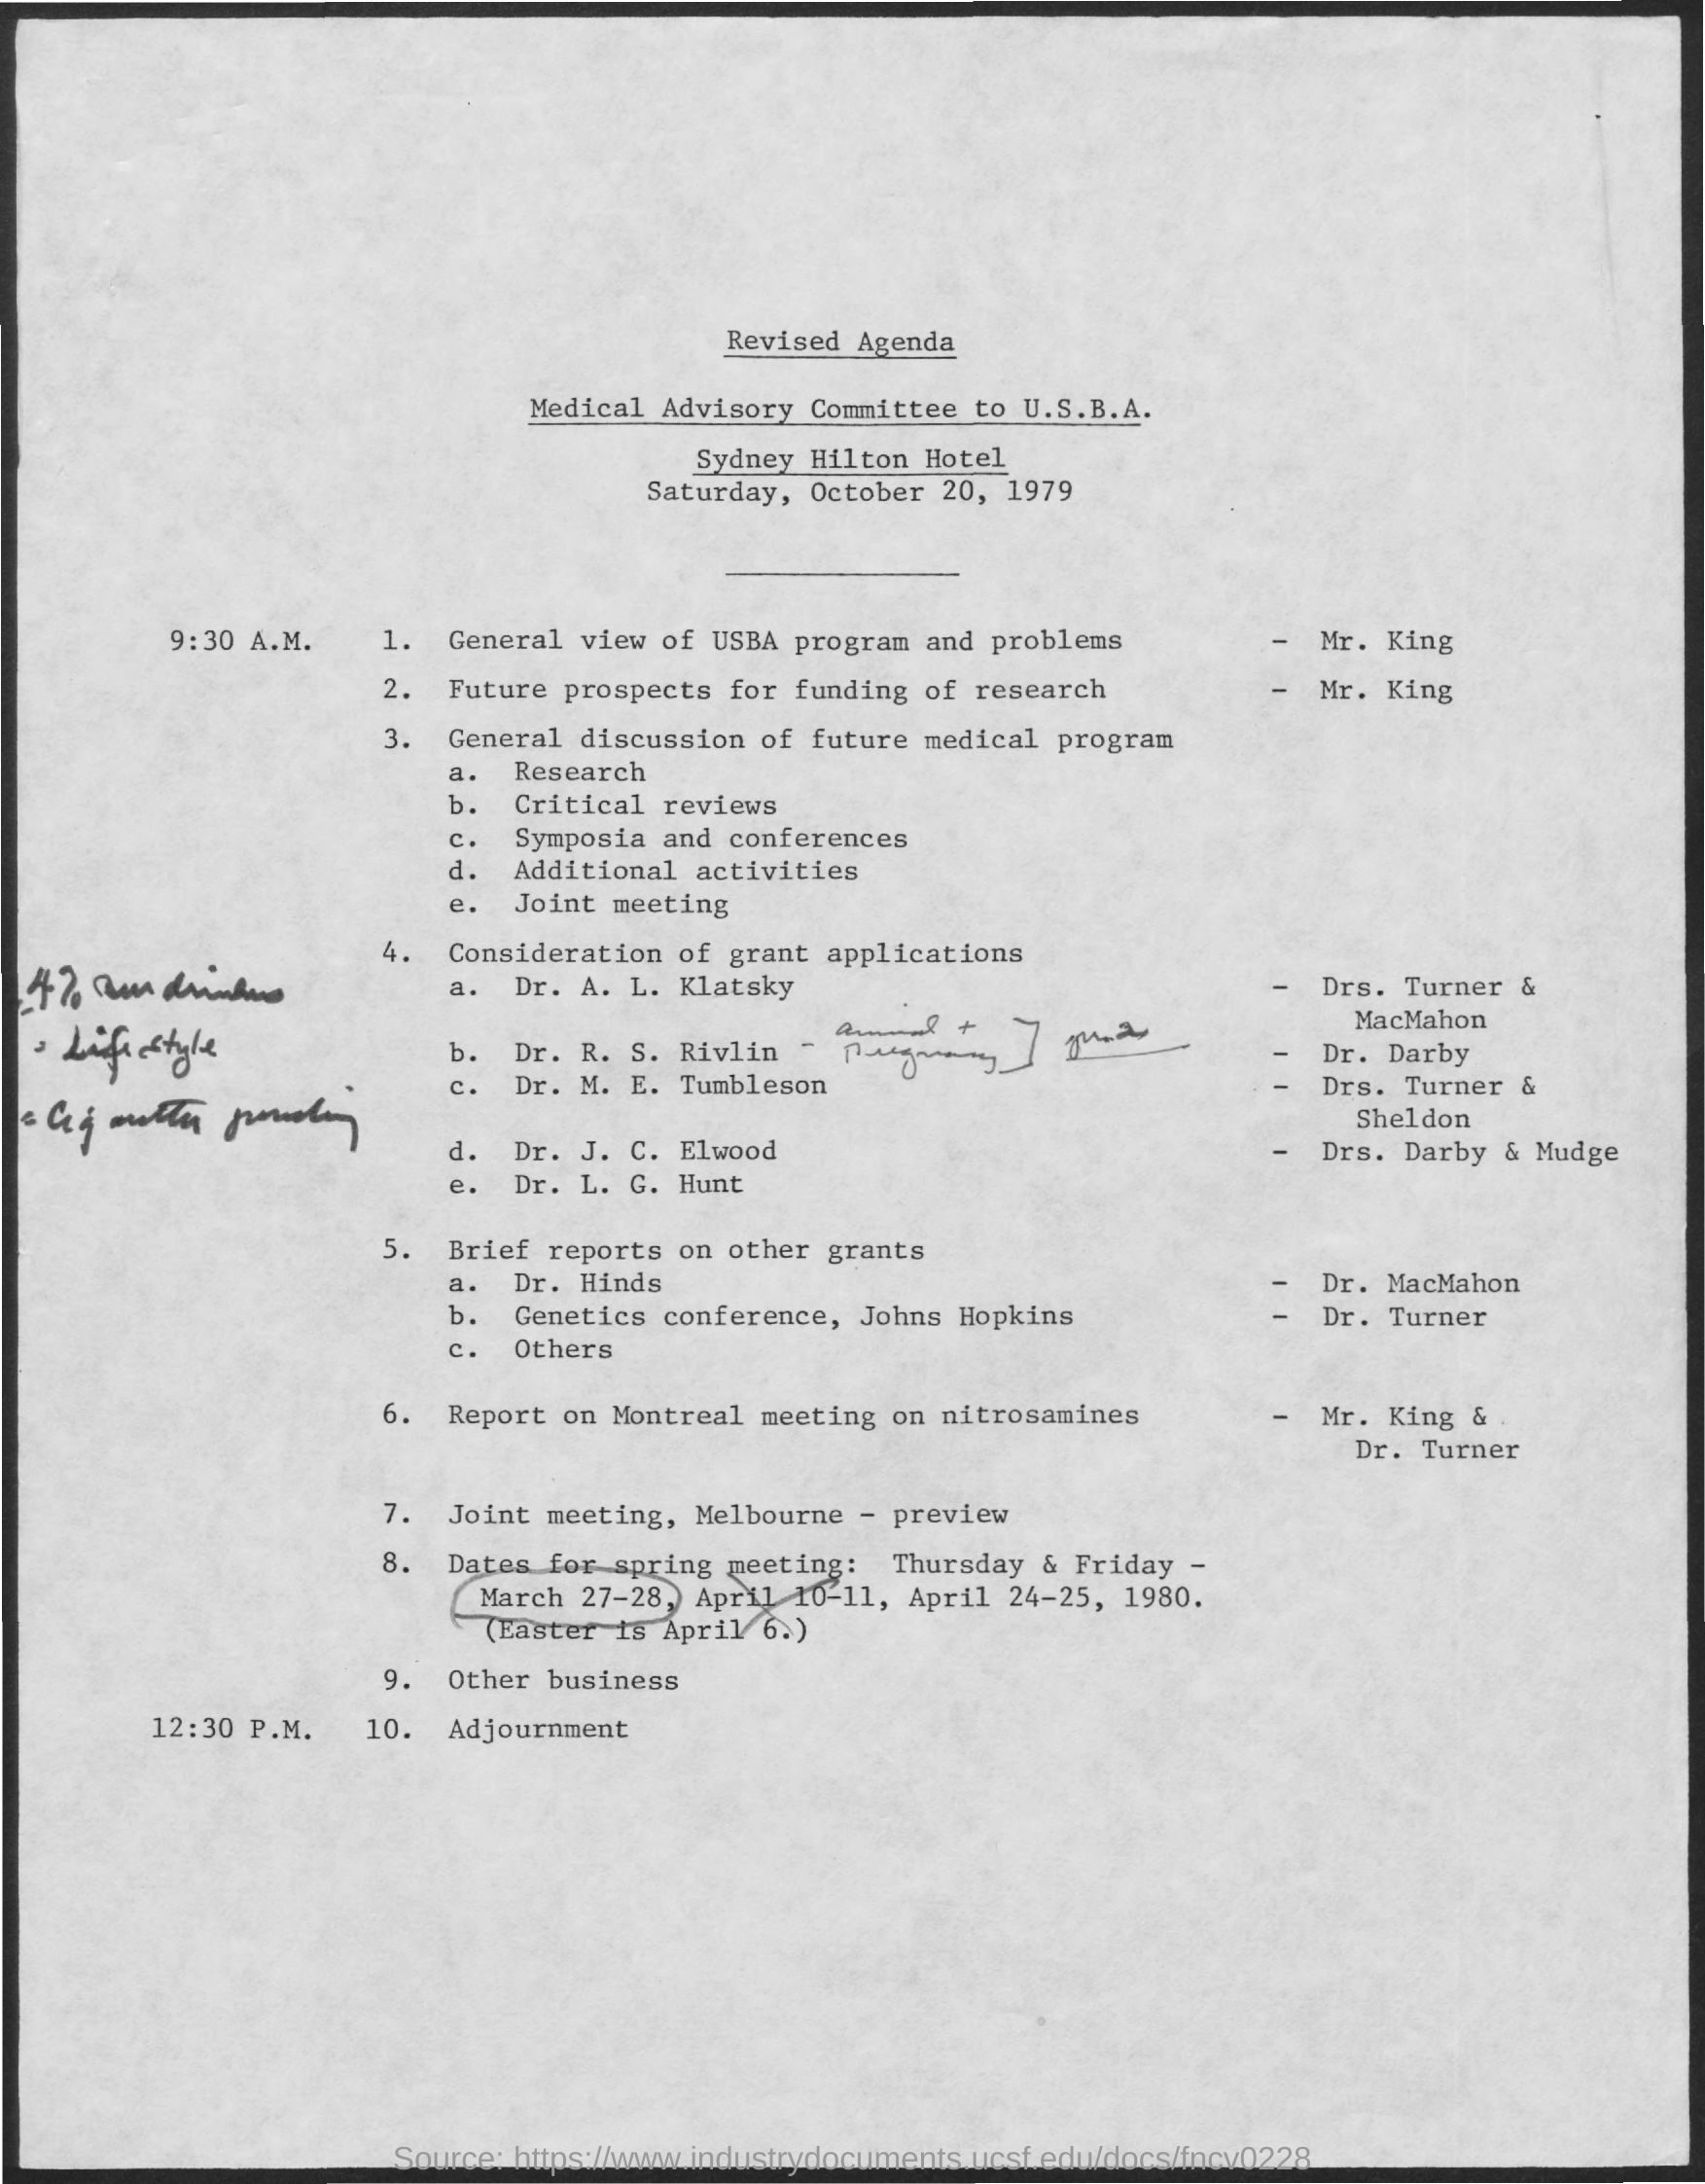 Revised Agenda
Medical Advisory Committee to U.S.B.A.
Sydney Hilton Hotel
Saturday, October 20, 1979
9:30 A.M. 1. General view of USBA program and problems - Mr. King
2. Future prospects for funding of research - Mr. King
3. General discussion of future medical program
a. Research
b. Critical reviews
c. Symposia and conferences
d. Additional activities
e. Joint meeting
4. Consideration of grant applications
4%
a. Dr. A. L. Klatsky - Drs. Turner &
MacMahon
Life style
+
Pregnancy
b. Dr. R. S. Rivlin - - Dr. Darby
c. Dr. M. E. Tumbleson - Drs. Turner &
Sheldon
d. Dr. J. C. Elwood - Drs. Darby & Mudge
e. Dr. L. G. Hunt
5. Brief reports on other grants
a. Dr. Hinds - Dr. MacMahon
b. Genetics conference, Johns Hopkins - Dr. Turner
c. Others
6. Report on Montreal meeting on nitrosamines - Mr. King &
Dr. Turner
7. Joint meeting, Melbourne - preview
8. Dates for spring meeting: Thursday & Friday -
March 27-28, April 10-11, April 24-25, 1980.
(Easter is April 6.)
9. Other business
12:30 P.M. 10. Adjournment
Source: https://www.industrydocuments.ucsf.edu/docs/fncv0228